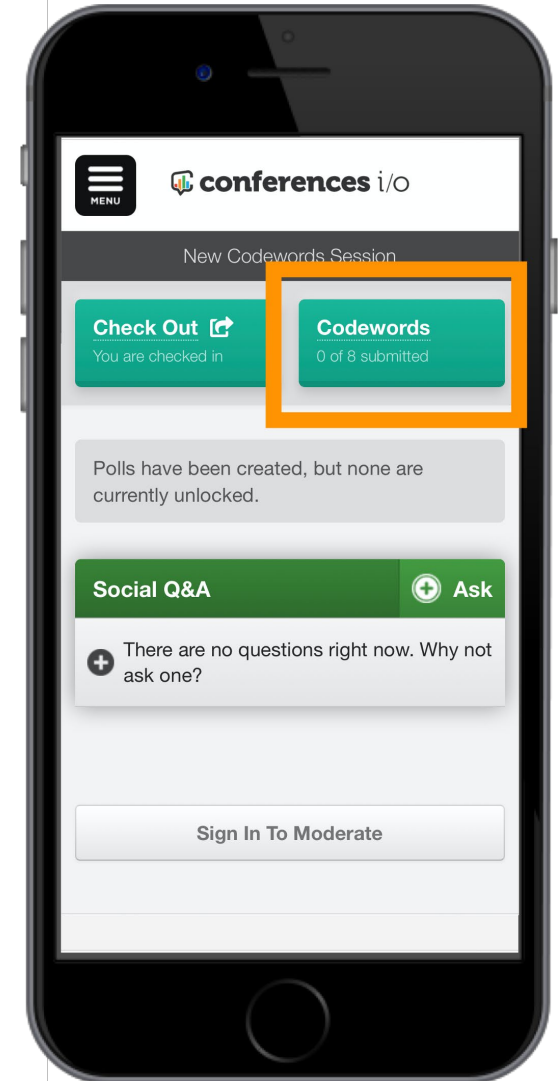 MENU
conferences i/o
New Codewords Session
Check Out
You are checked in
Codewords
0 of 8 submitted
Polls have been created, but none are
currently unlocked.
Social Q&A
Ask
There are no questions right now. Why not
ask one?
Sign In To Moderate